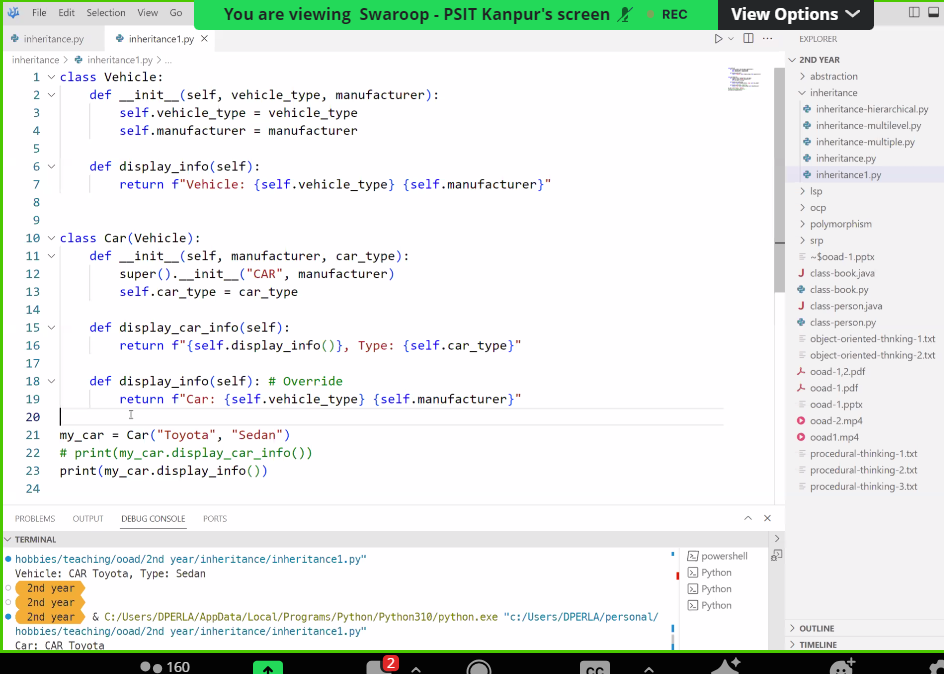 File Edit Selection View Go
You are viewing Swaroop - PSIT Kanpur's screen
REC
View Options
inheritance.py
inheritance1.py
EXPLORER
inheritance > inheritance1.py > ...
1 class Vehicle:
2 def __init__(self, vehicle_type, manufacturer):
3 self.vehicle_type = vehicle_type
4 self.manufacturer = manufacturer
5
6 def display_info(self):
7 return f"Vehicle: {self.vehicle_type} {self.manufacturer}"
8
9
10 class Car(Vehicle):
11 def __init__(self, manufacturer, car_type):
12 super().__init__("CAR", manufacturer)
13 self.car_type = car_type
14
15 def display_car_info(self):
16 return f"{self.display_info()}, Type: {self.car_type}"
17
18 def display_info(self): # Override
19 return f"Car: {self.vehicle_type} {self.manufacturer}"
20
21 my_car = Car("Toyota", "Sedan")
22 # print(my_car.display_car_info())
23 print(my_car.display_info())
24
2ND YEAR
abstraction
inheritance
inheritance-hierarchical.py
inheritance-multilevel.py
inheritance-multiple.py
inheritance.py
inheritance1.py
lsp
ocp
polymorphism
srp
~$ooad-1.pptx
class-book.java
class-book.py
class-person.java
class-person.py
object-oriented-thnking-1.txt
object-oriented-thinking-2.txt
ooad-1,2.pdf
ooad-1.pdf
ooad-1.pptx
ooad-2.mp4
ooad1.mp4
procedural-thinking-1.txt
procedural-thinking-2.txt
procedural-thinking-3.txt
OUTLINE
TIMELINE
PROBLEMS OUTPUT DEBUG CONSOLE PORTS
TERMINAL
hobbies/teaching/ooad/2nd year/inheritance/inheritance1.py"
Vehicle: CAR Toyota, Type: Sedan
2nd year
2nd year
2nd year & C:/Users/DPERLA/AppData/Local/Programs/Python/Python310/python.exe "c:/Users/DPERLA/personal/
hobbies/teaching/ooad/2nd year/inheritance/inheritance1.py"
Car: CAR Toyota
powershell
Python
Python
Python
160
2
CC